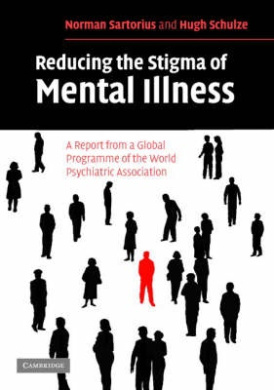 Norman Sartorius and Hugh Schulze
Reducing the Stigma of
Mental Illness
A Report from a Global
Programme of the World
Psychiatric Association
CAMBRIDGE